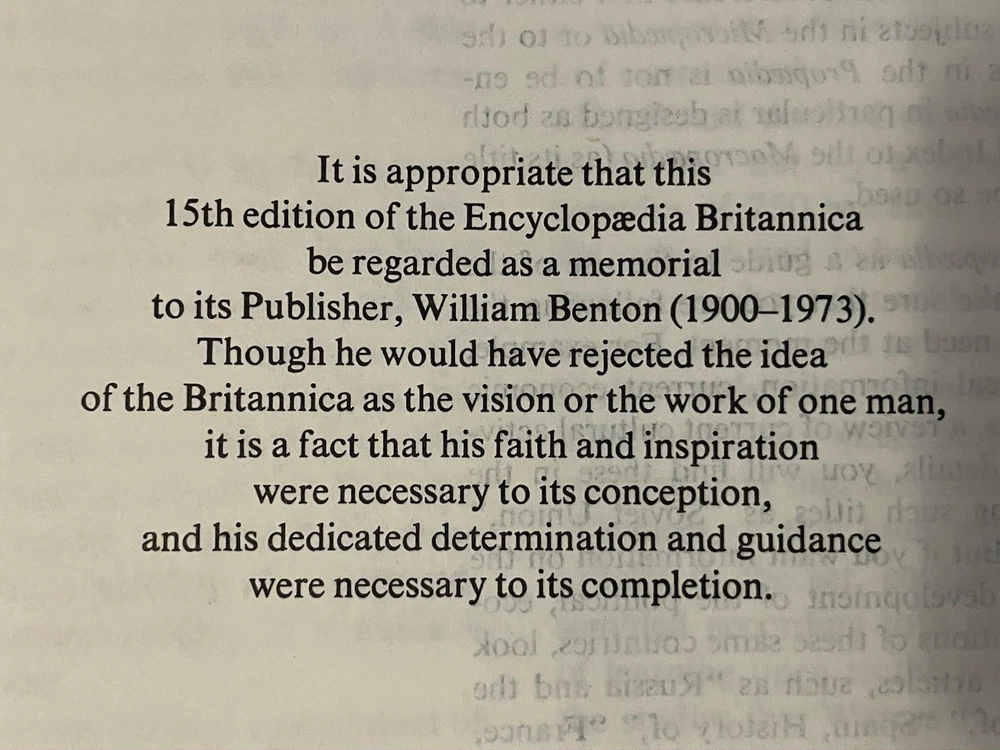 It is appropriate that this
15th edition of the Encyclopædia Britannica
be regarded as a memorial
to its Publisher, William Benton (1900–1973).
Though he would have rejected the idea
of the Britannica as the vision or the work of one man,
it is a fact that his faith and inspiration
were necessary to its conception,
and his dedicated determination and guidance
were necessary to its completion.